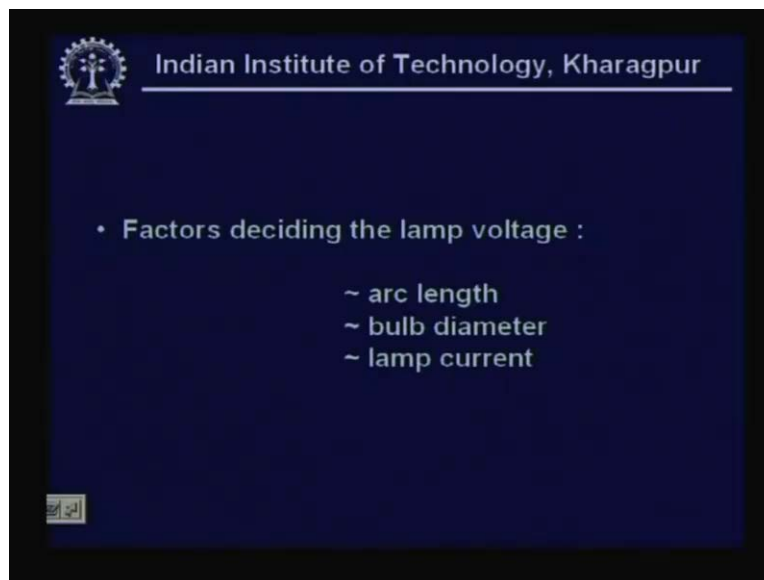 Indian Institute of Technology, Kharagpur
• Factors deciding the lamp voltage :
~ arc length
~ bulb diameter
~ lamp current